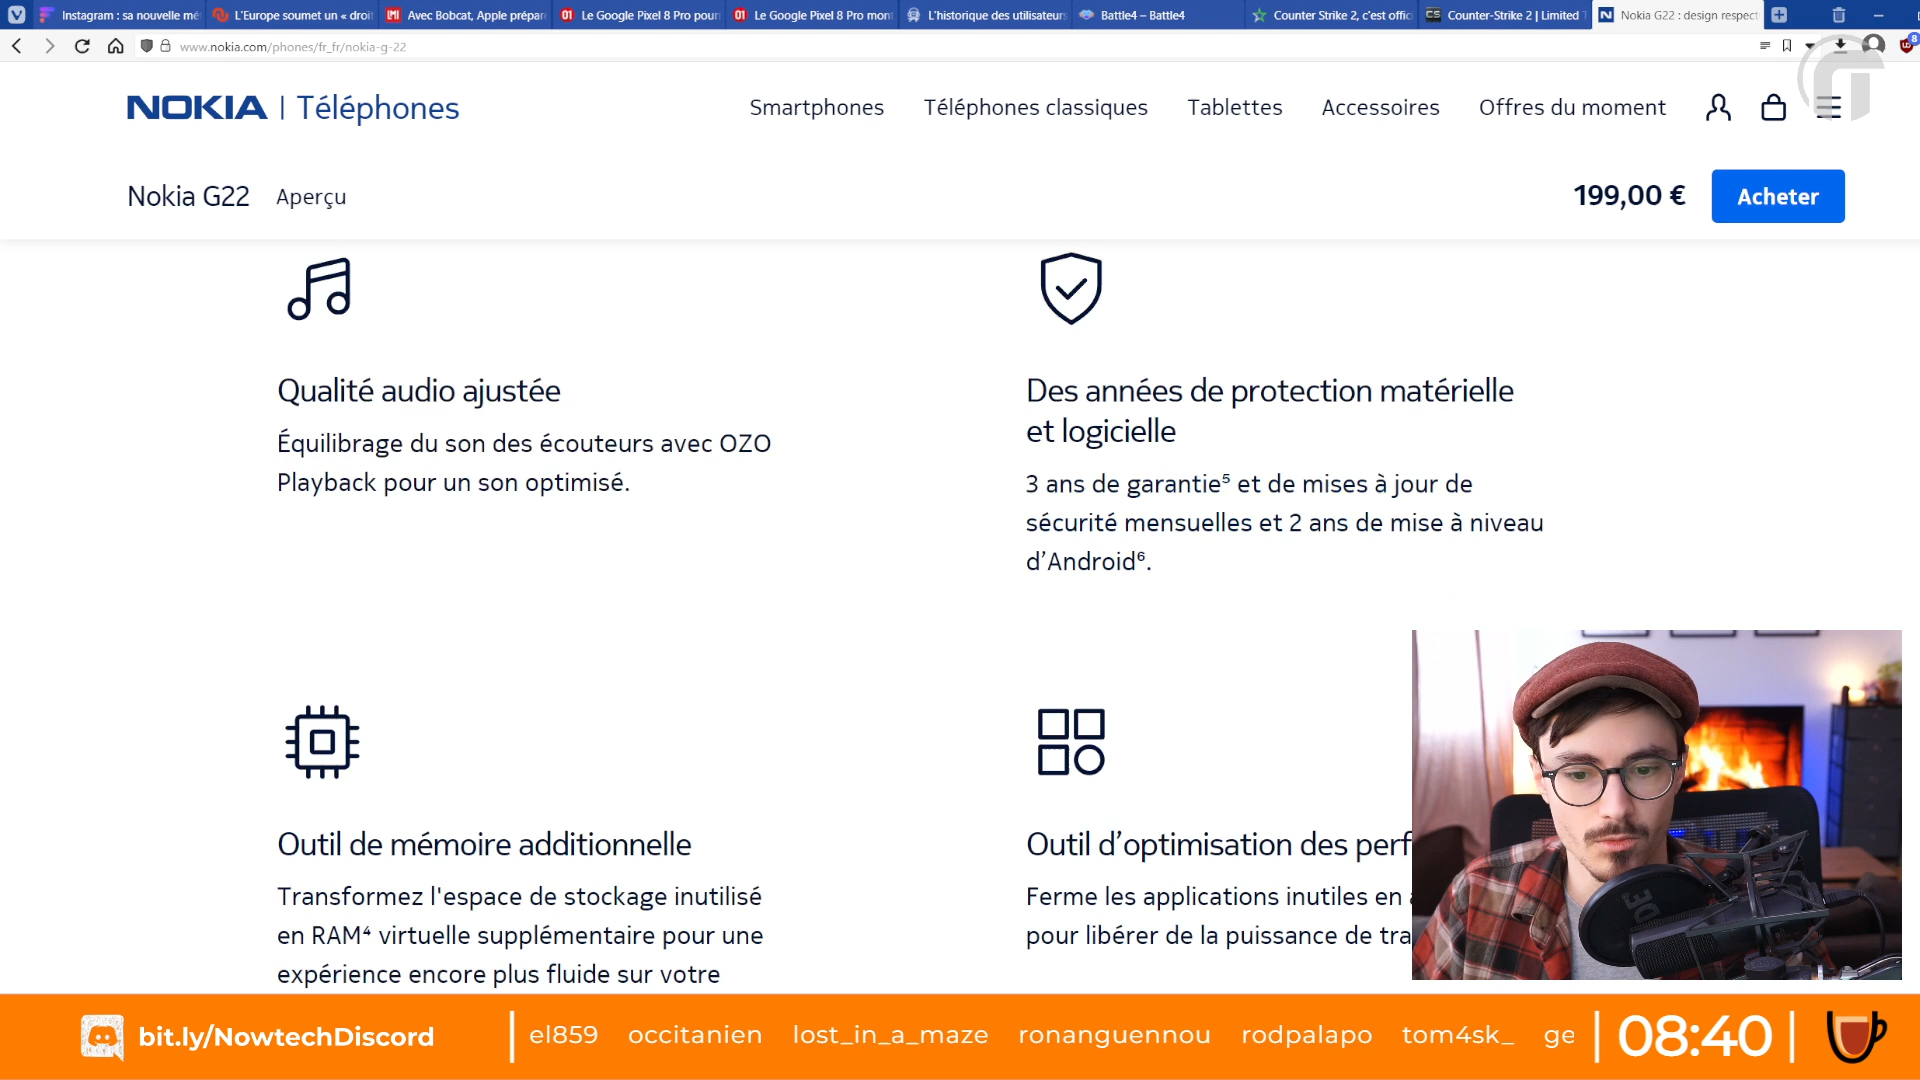 Instagram : sa nouvelle mé
L'Europe soumet un « droit
Avec Bobcat, Apple prépar
Le Google Pixel 8 Pro pour
Le Google Pixel 8 Pro mont
L'historique des utilisateurs
Battle4 – Battle4
Counter Strike 2, c'est offic
Counter-Strike 2 | Limited T
Nokia G22 : design respect
www.nokia.com/phones/fr_fr/nokia-g-22
8
NOKIA | Téléphones
Smartphones
Téléphones classiques
Tablettes
Accessoires
Offres du moment
Nokia G22
Aperçu
199,00 €
Acheter
Qualité audio ajustée
Équilibrage du son des écouteurs avec OZO
Playback pour un son optimisé.
Des années de protection matérielle
et logicielle
3 ans de garantie⁵ et de mises à jour de
sécurité mensuelles et 2 ans de mise à niveau
d’Android⁶.
Outil de mémoire additionnelle
Transformez l'espace de stockage inutilisé
en RAM⁴ virtuelle supplémentaire pour une
expérience encore plus fluide sur votre
Outil d’optimisation des perf
Ferme les applications inutiles en a
pour libérer de la puissance de tra
RODE
bit.ly/NowtechDiscord
el859 occitanien lost_in_a_maze ronanguennou rodpalapo tom4sk_ ge
08:40